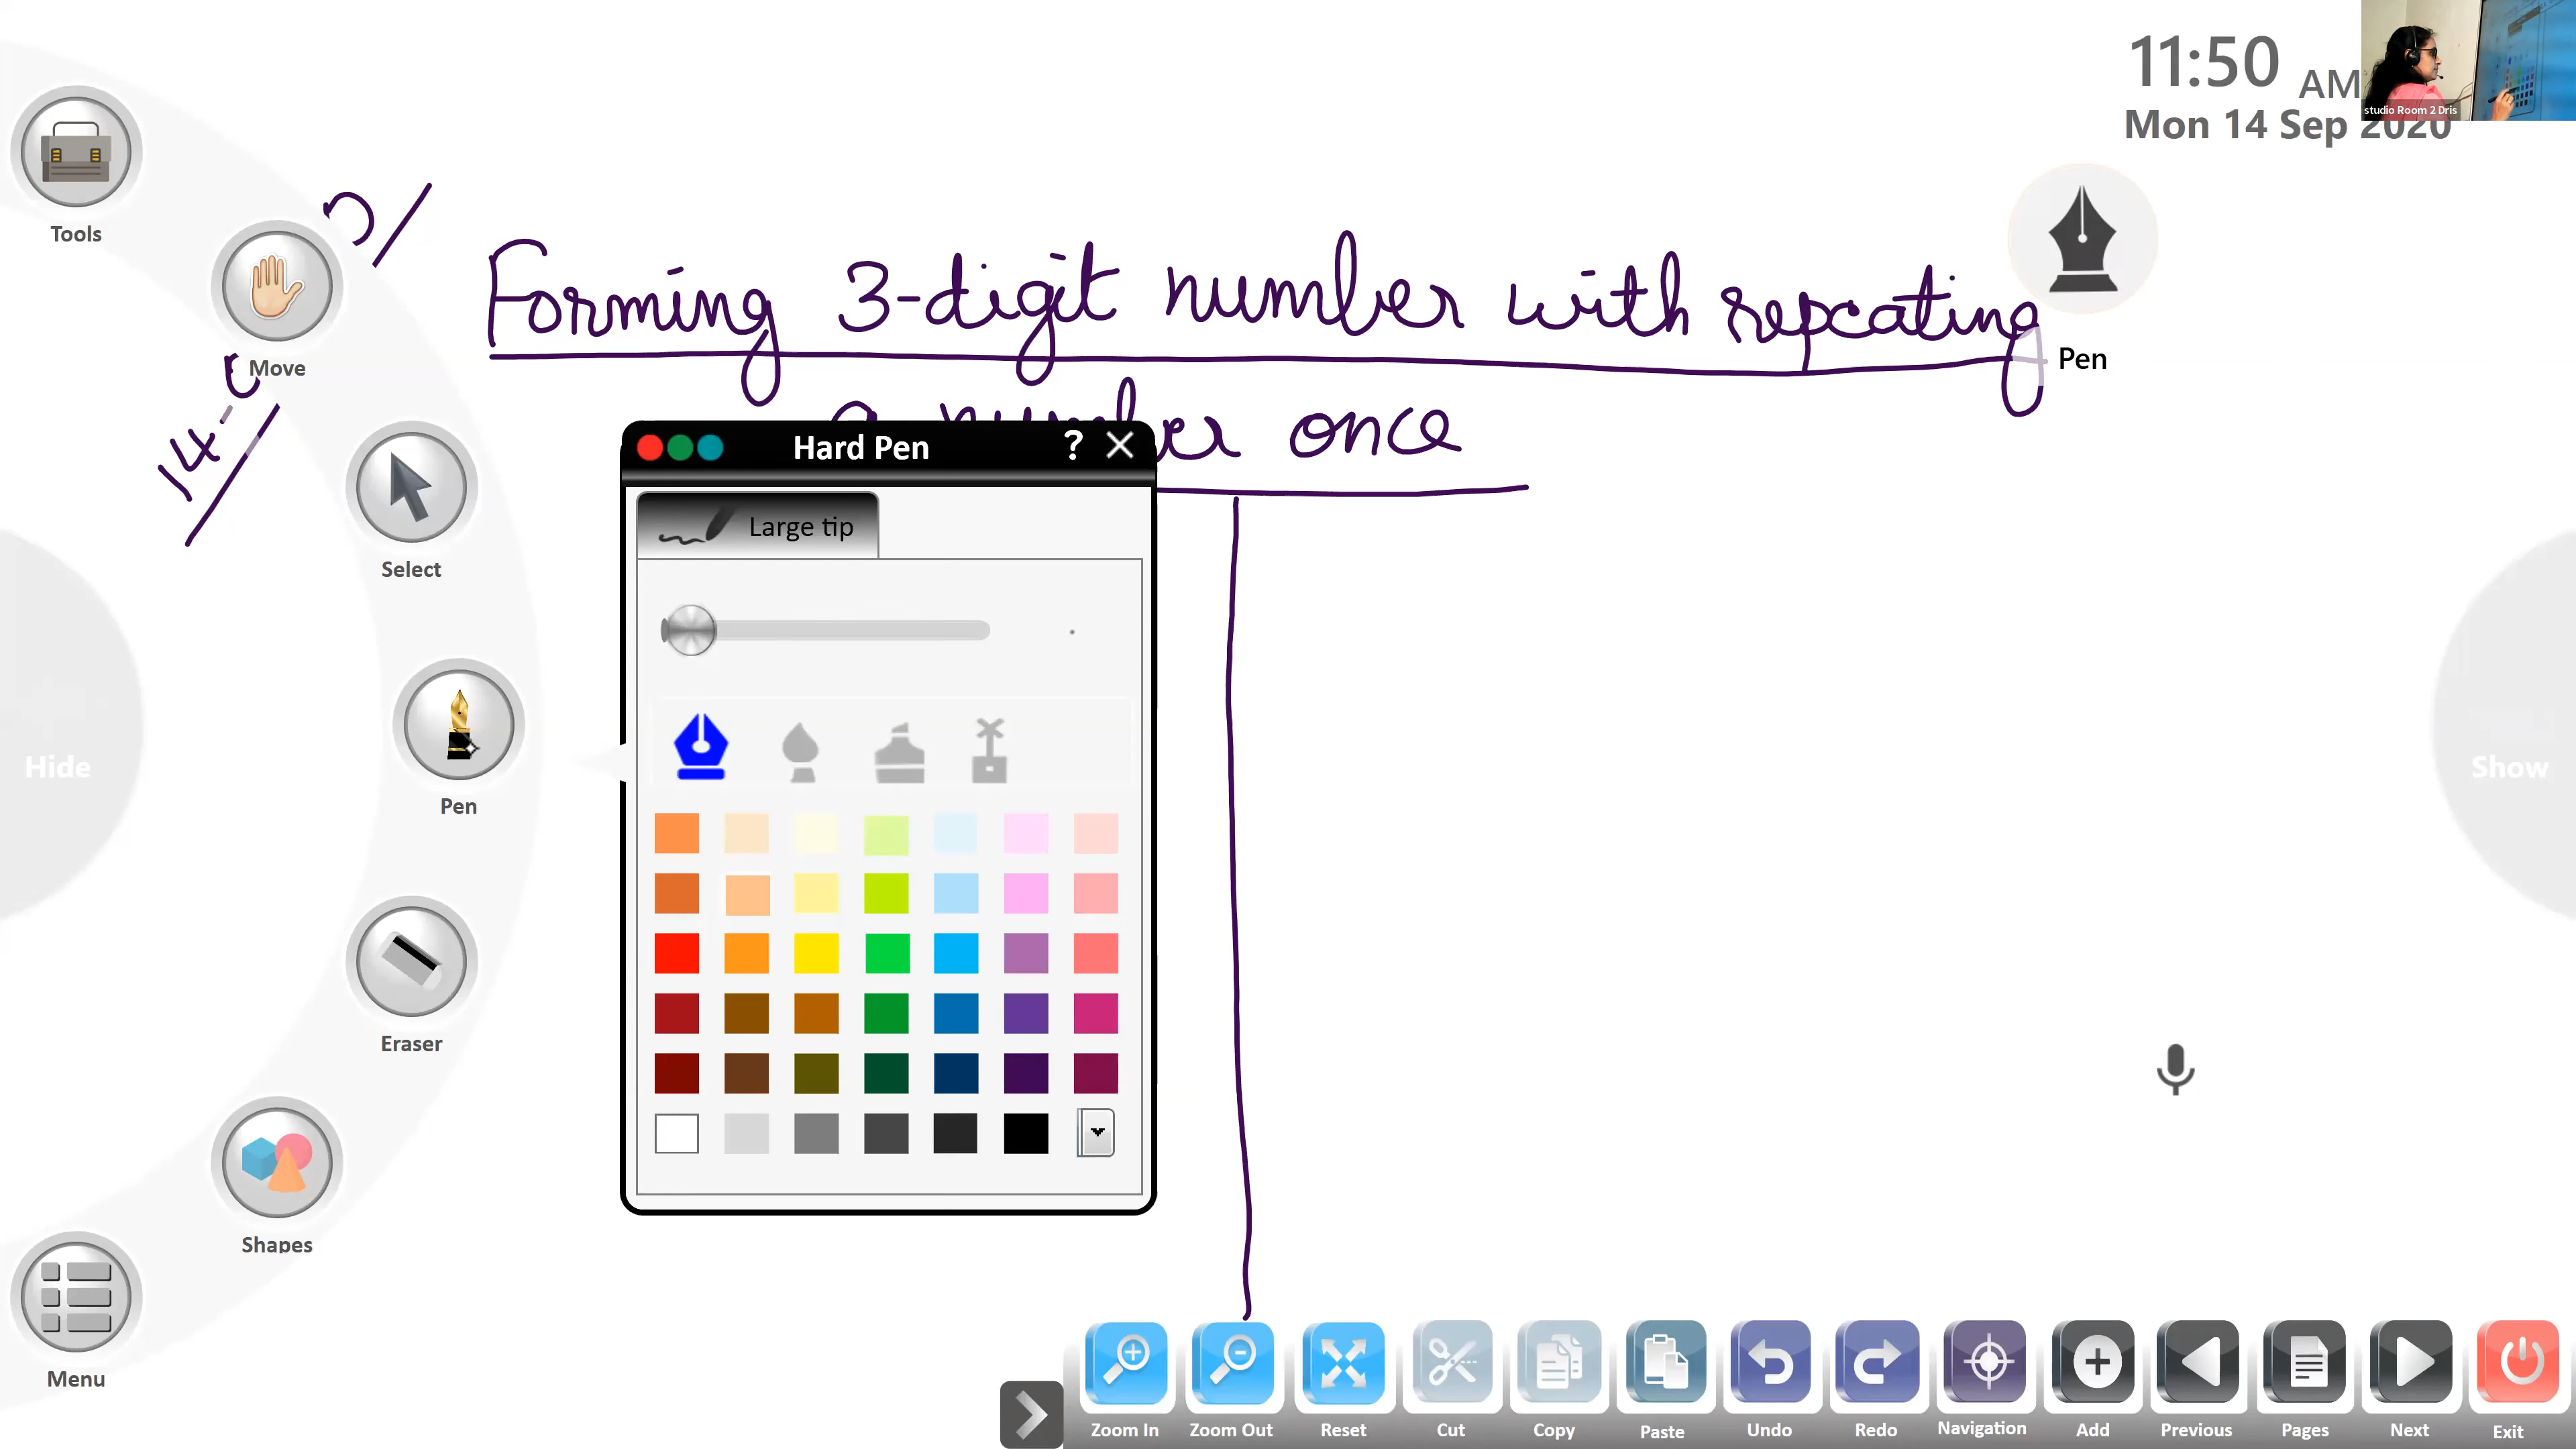 11:50 AM
Mon 14 Sep 2020
studio Room 2 Dris
Tools
Move
14-
Forming 3-digit number with repeating
a number once
Pen
Hard Pen ? X
Large tip
Select
Hide
Show
Pen
Eraser
Shapes
Menu
Zoom In Zoom Out Reset Cut Copy Paste Undo Redo Navigation Add Previous Pages Next Exit